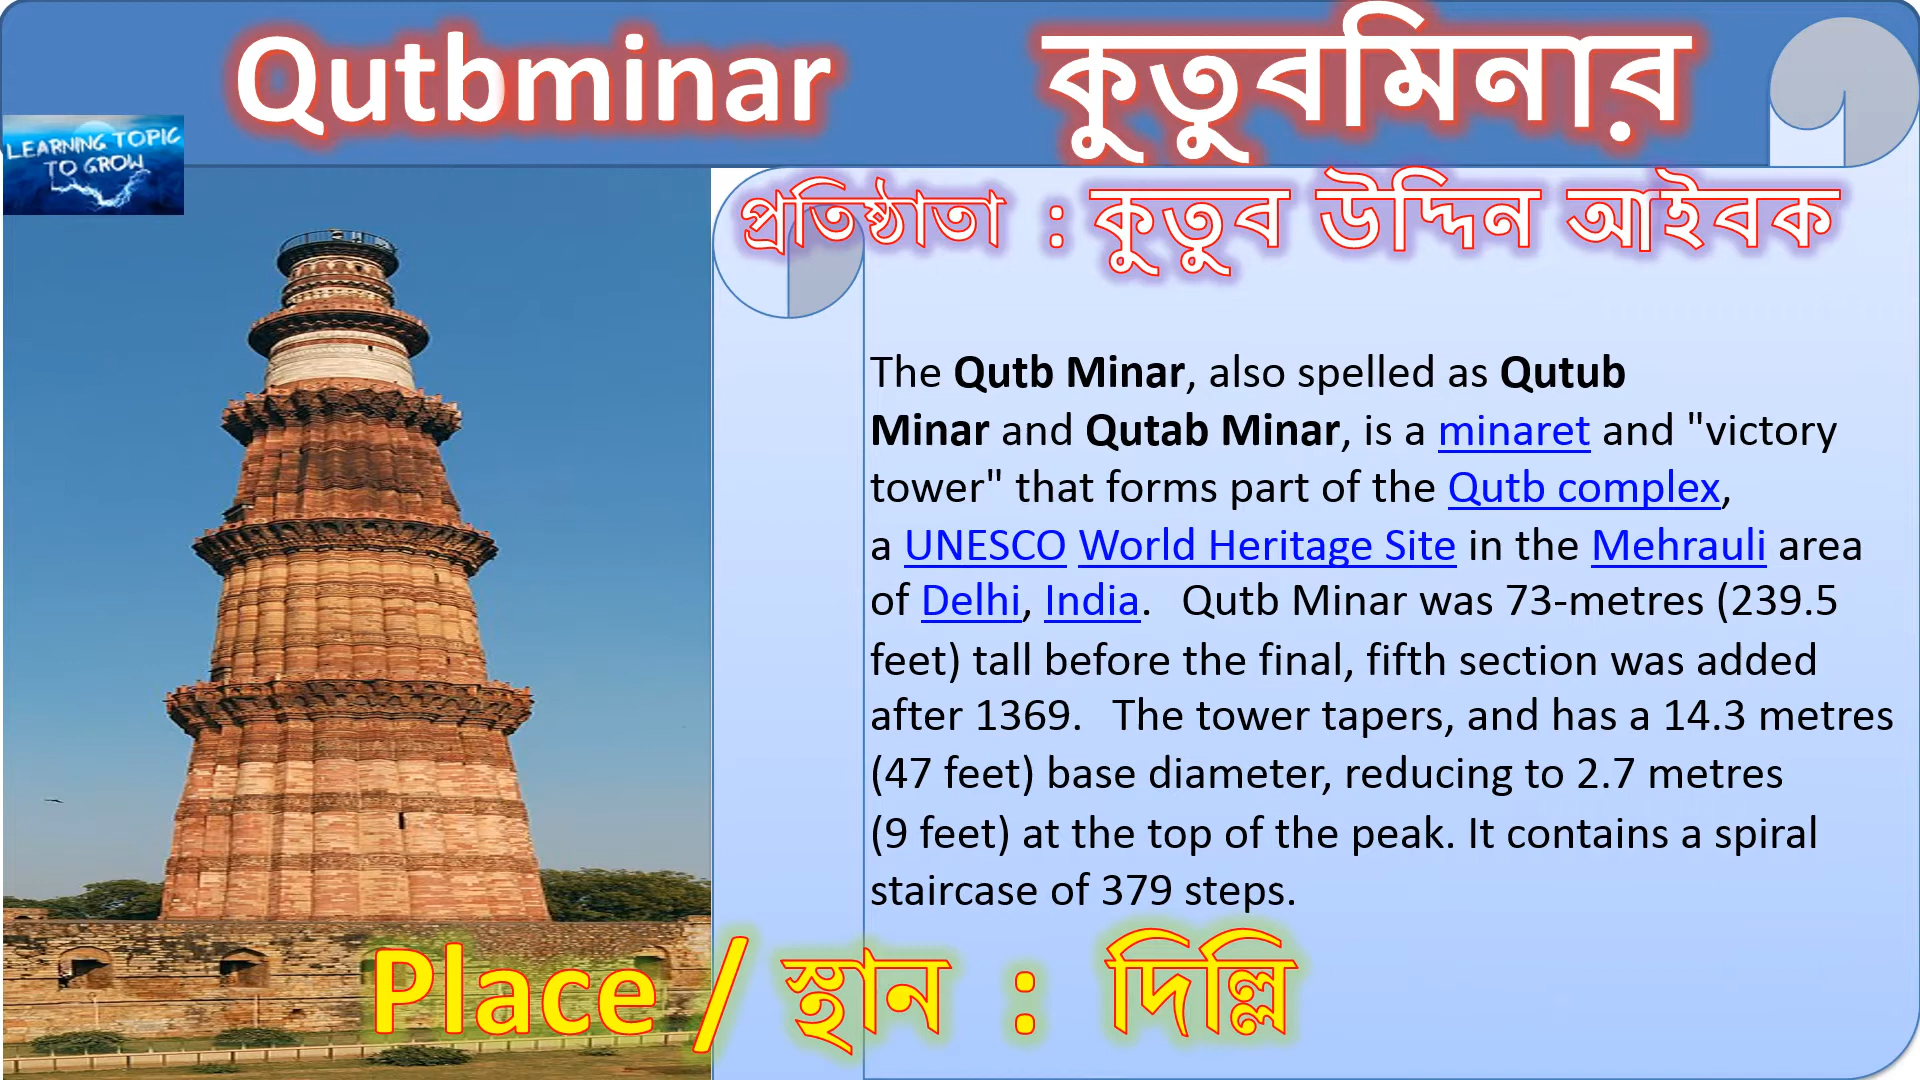 Qutbminar কুতুবমিনার
LEARNING TOPIC
TO GROW
প্রতিষ্ঠাতা : কুতুব উদ্দিন আইবক
The Qutb Minar, also spelled as Qutub
Minar and Qutab Minar, is a minaret and "victory
tower" that forms part of the Qutb complex,
a UNESCO World Heritage Site in the Mehrauli area
of Delhi, India. Qutb Minar was 73-metres (239.5
feet) tall before the final, fifth section was added
after 1369. The tower tapers, and has a 14.3 metres
(47 feet) base diameter, reducing to 2.7 metres
(9 feet) at the top of the peak. It contains a spiral
staircase of 379 steps.
Place / স্থান : দিল্লি